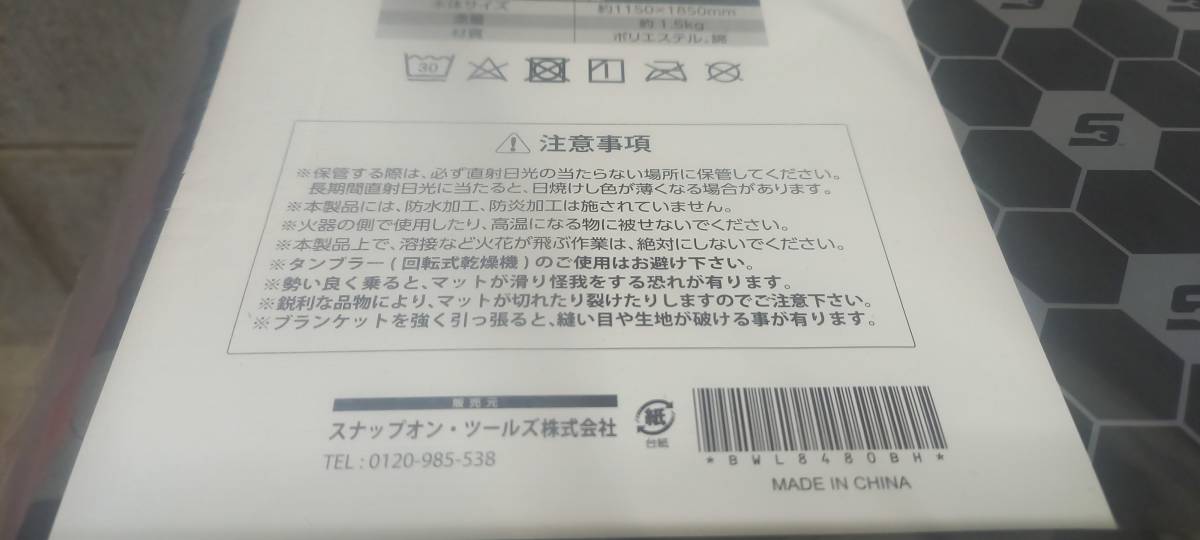 本体サイズ 約1150×1850mm
重量 約1.5kg
材質 ポリエステル、綿
30
注意事項
※保管する際は、必ず直射日光の当たらない場所に保管してください。
長期間直射日光に当たると、日焼けし色が薄くなる場合があります。
※本製品には、防水加工、防炎加工は施されていません。
※火器の側で使用したり、高温になる物に被せないでください。
※本製品上で、溶接など火花が飛ぶ作業は、絶対にしないでください。
※タンブラー(回転式乾燥機)のご使用はお避け下さい。
※勢い良く乗ると、マットが滑り怪我をする恐れが有ります。
※鋭利な品物により、マットが切れたり裂けたりしますのでご注意下さい。
※ブランケットを強く引っ張ると、縫い目や生地が破ける事が有ります。
販売元
スナップオン・ツールズ株式会社
TEL : 0120-985-538
紙
台紙
*BWL8480BH*
MADE IN CHINA